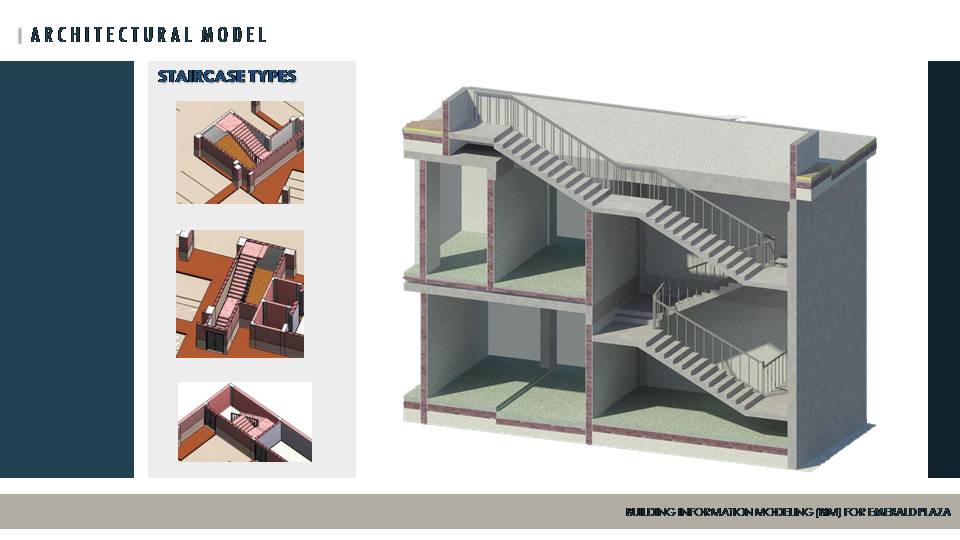 ARCHITECTURAL MODEL
STAIRCASE TYPES
BUILDING INFORMATION MODELING (BIM) FOR EMERALD PLAZA